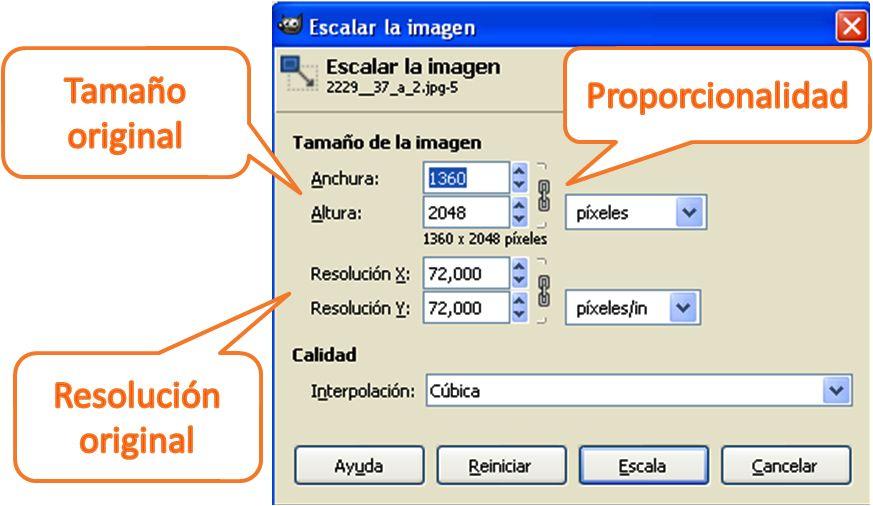 Escalar la imagen
Escalar la imagen
2229__37_a_2.jpg-5
Tamaño
original
Proporcionalidad
Tamaño de la imagen
Anchura: 1360
Altura: 2048 píxeles
1360 x 2048 píxeles
Resolución X: 72,000
Resolución Y: 72,000 píxeles/in
Resolución
original
Calidad
Interpolación: Cúbica
Ayuda Reiniciar Escala Cancelar